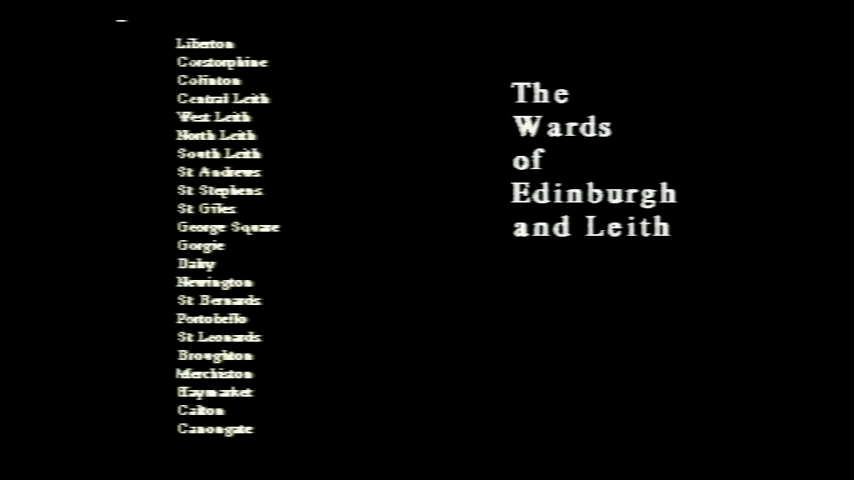 Liberton
Corstorphine
Colinton
Central Leith
West Leith
North Leith
South Leith
St Andrews
St Stephens
St Giles
George Square
Gorgie
Dalry
Newington
St Bernards
Portobello
St Leonards
Broughton
Merchiston
Haymarket
Calton
Canongate
The
Wards
of
Edinburgh
and Leith